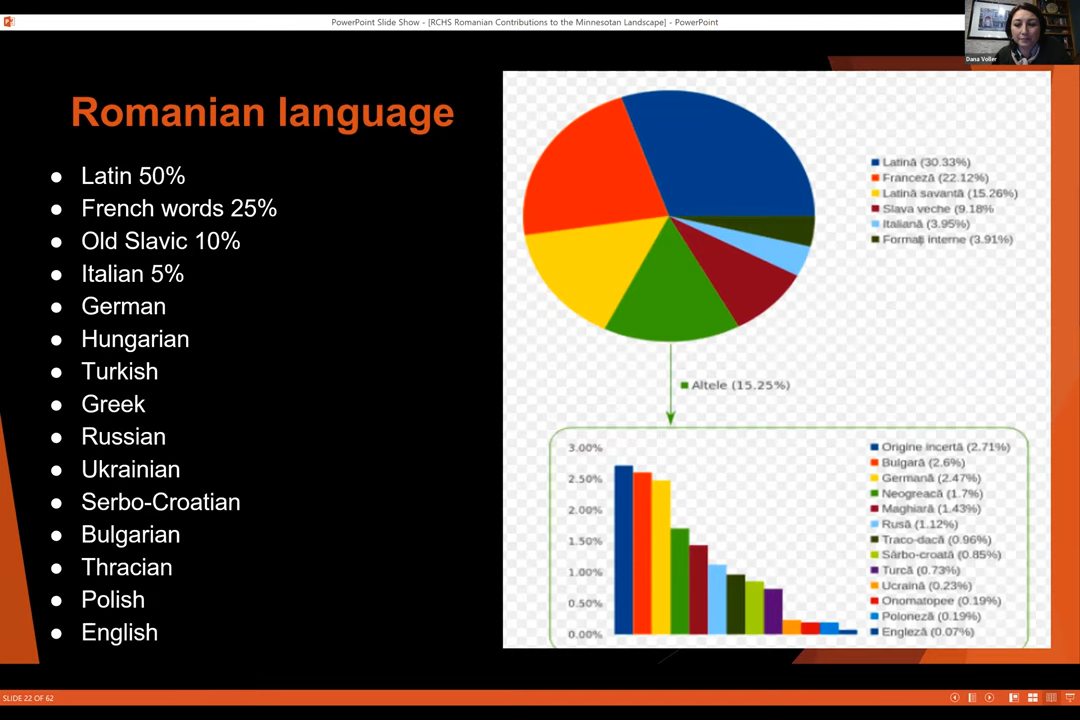 PowerPoint Slide Show - [RCHS Romanian Contributions to the Minnesotan Landscape] - PowerPoint
Dana Voller
Romanian language
● Latin 50%
● French words 25%
● Old Slavic 10%
● Italian 5%
● German
● Hungarian
● Turkish
● Greek
● Russian
● Ukrainian
● Serbo-Croatian
● Bulgarian
● Thracian
● Polish
● English
Latină (30.33%)
Franceză (22.12%)
Latină savantă (15.26%)
Slava veche (9.18%
Italiană (3.95%)
Formați interne (3.91%)
Altele (15.25%)
3.00%
2.50%
2.00%
1.50%
1.00%
0.50%
0.00%
Origine incertă (2.71%)
Bulgară (2.6%)
Germană (2.47%)
Neogreacă (1.7%)
Maghiară (1.43%)
Rusă (1.12%)
Traco-dacă (0.96%)
Sârbo-croată (0.85%)
Turcă (0.73%)
Ucraină (0.23%)
Onomatopee (0.19%)
Poloneză (0.19%)
Engleză (0.07%)
SLIDE 22 OF 62